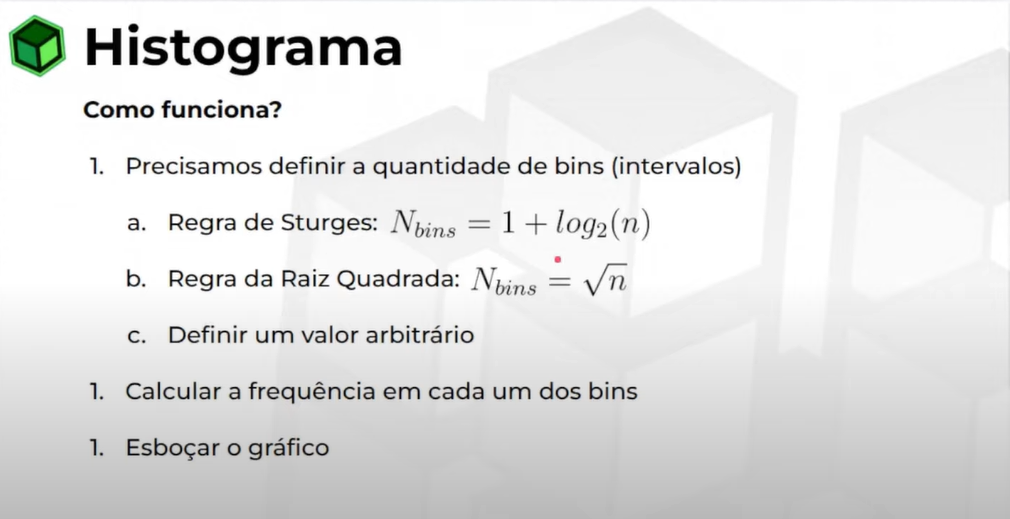 Histograma
Como funciona?
1. Precisamos definir a quantidade de bins (intervalos)
a. Regra de Sturges: $N_{bins} = 1 + log_2(n)$
b. Regra da Raiz Quadrada: $N_{bins} = \sqrt{n}$
c. Definir um valor arbitrário
1. Calcular a frequência em cada um dos bins
1. Esboçar o gráfico